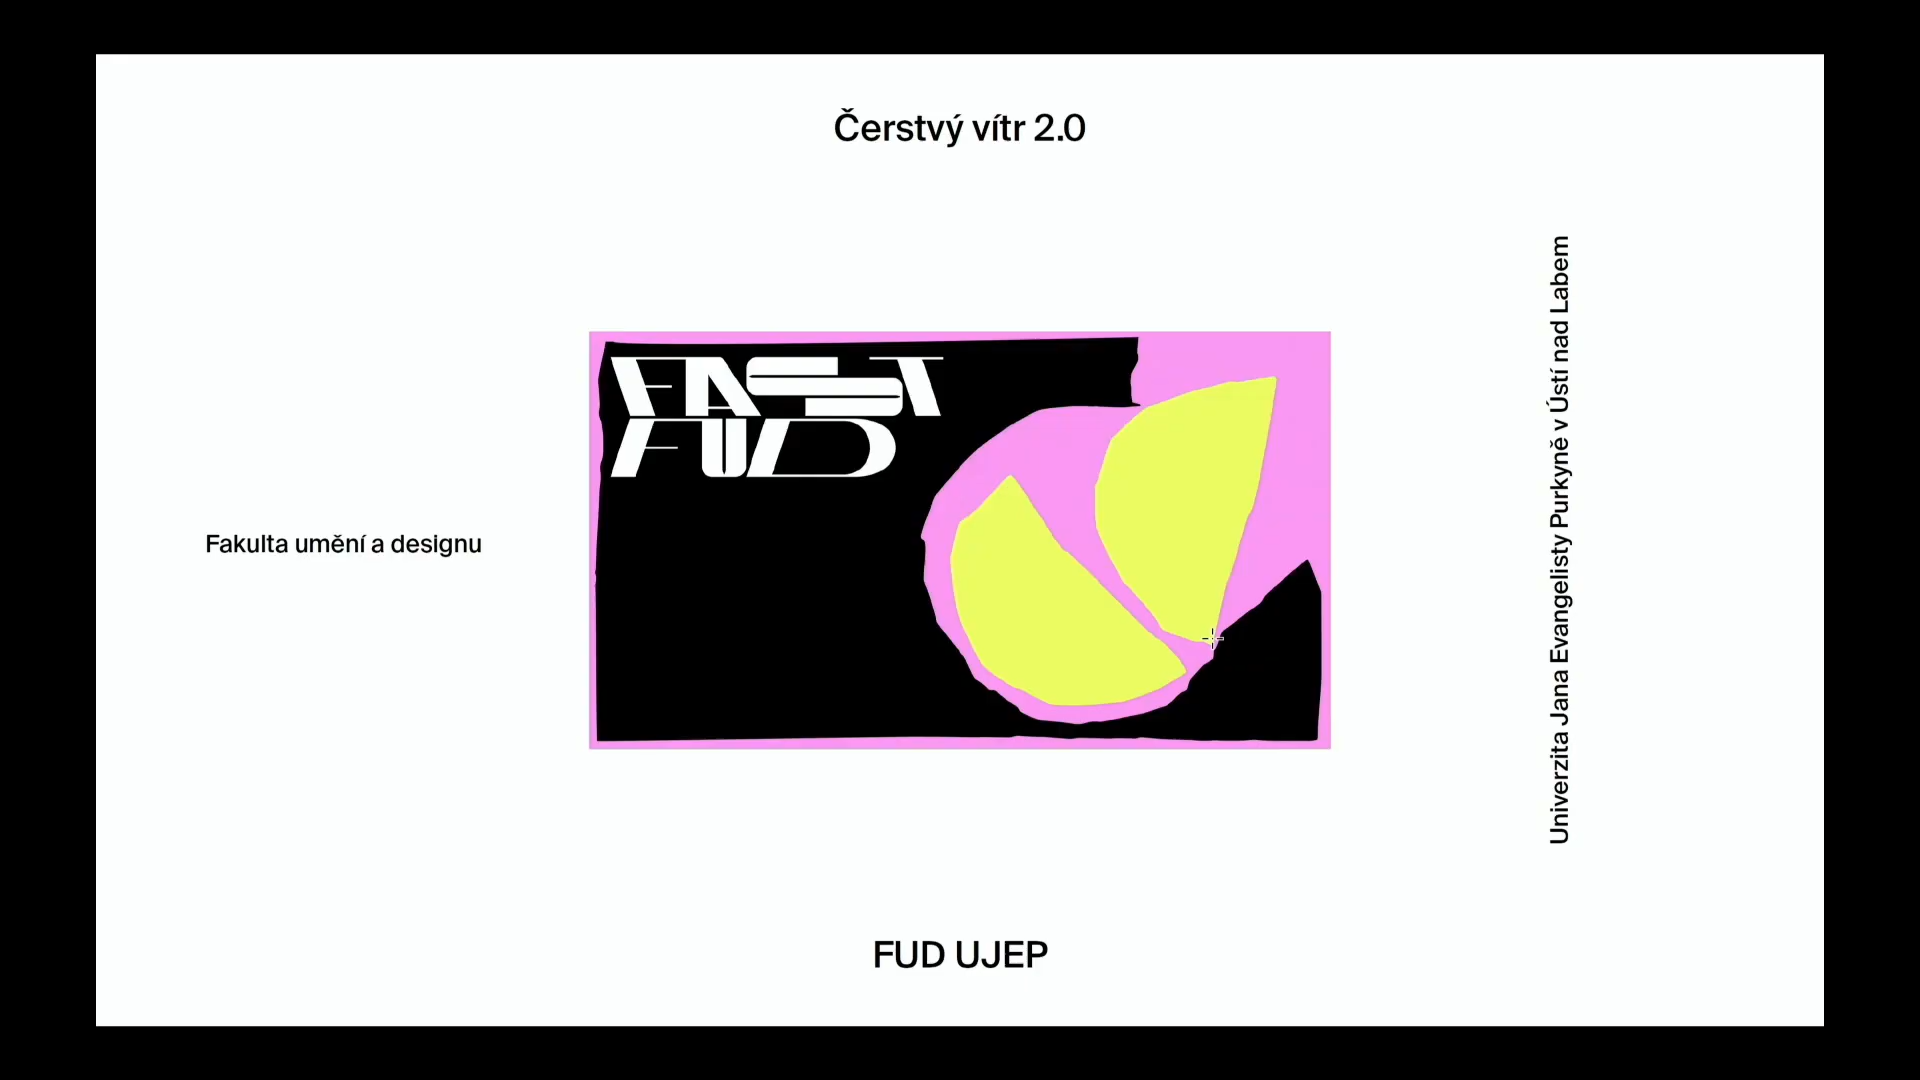 Čerstvý vítr 2.0
FAST
FUD
Fakulta umění a designu
Univerzita Jana Evangelisty Purkyně v Ústí nad Labem
FUD UJEP